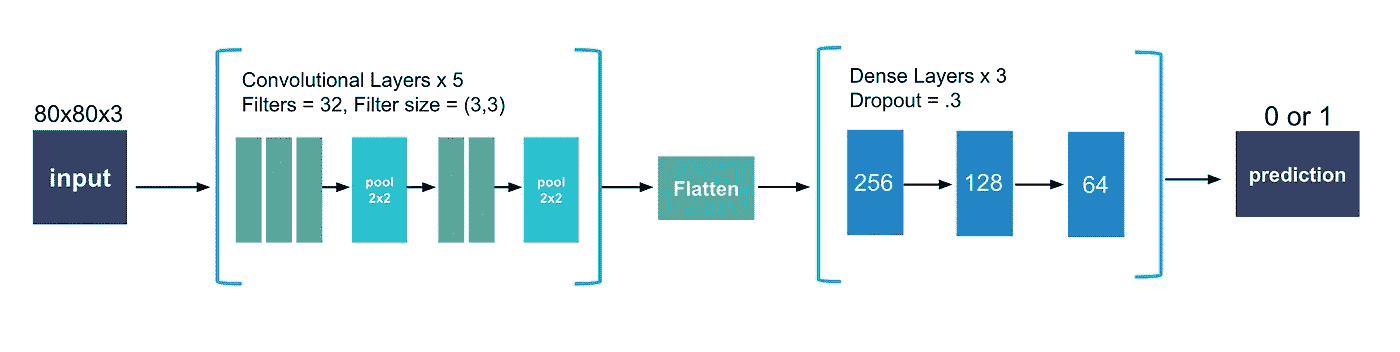 80x80x3
input
Convolutional Layers x 5
Filters = 32, Filter size = (3,3)
pool
2x2
pool
2x2
Flatten
Dense Layers x 3
Dropout = .3
256
128
64
0 or 1
prediction